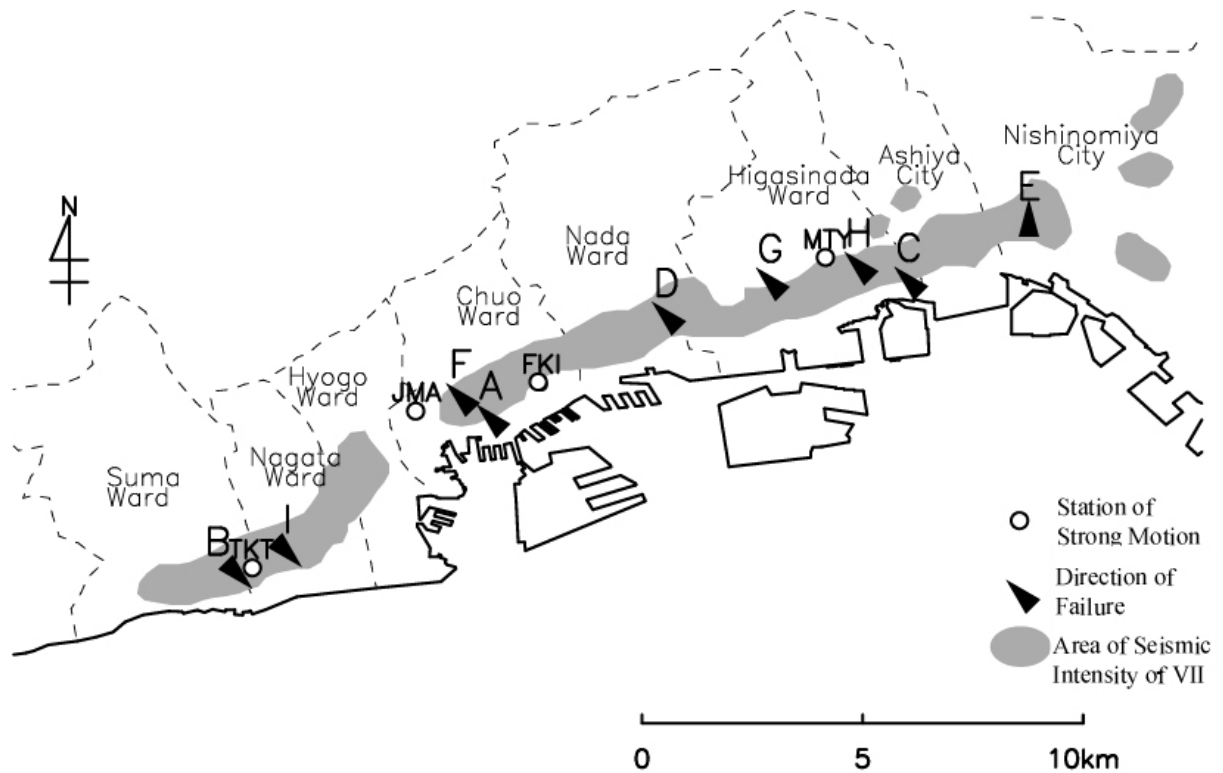 N
Nishinomiya
City
Ashiya
City
Higasinada
Ward
E
Nada
Ward
MTY
H
G
C
D
Chuo
Ward
F
A
FKI
JMA
Hyogo
Ward
Nagata
Ward
Suma
Ward
I
B
TKT
Station of
Strong Motion
Direction of
Failure
Area of Seismic
Intensity of VII
0 5 10km